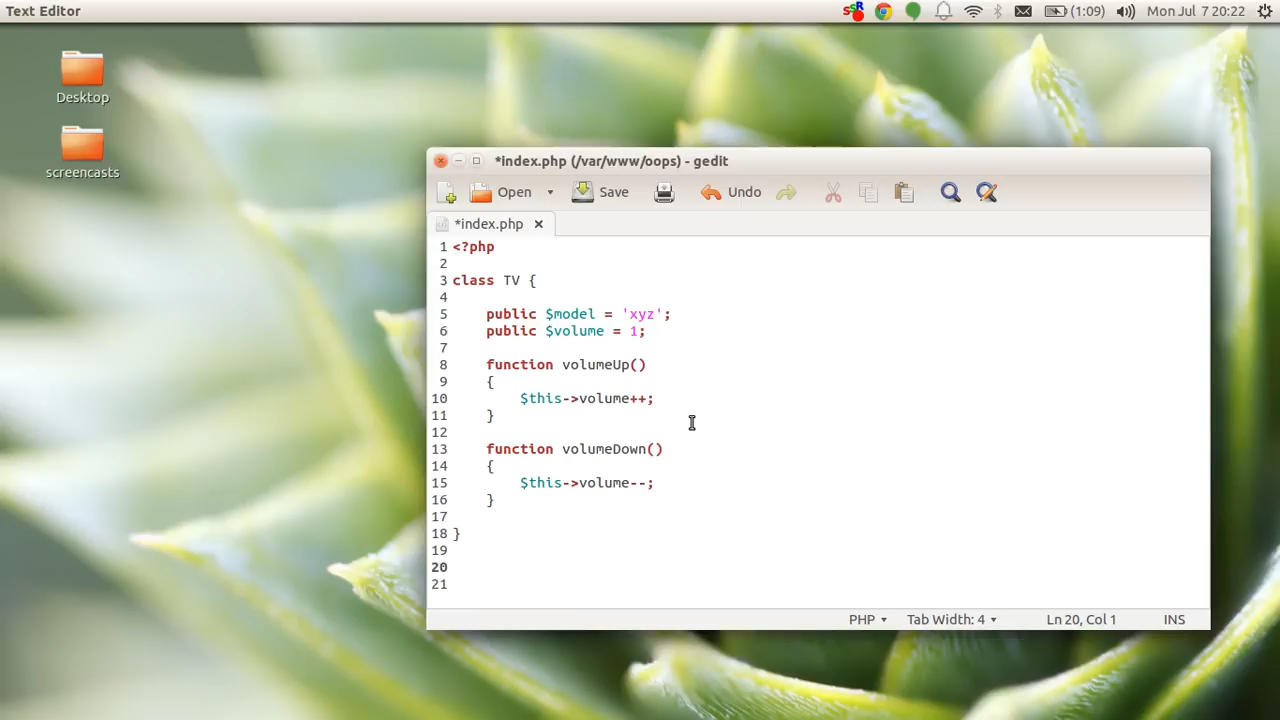 Text Editor
SSR
(1:09)
Mon Jul 7 20:22
Desktop
screencasts
*index.php (/var/www/oops) - gedit
Open
Save
Undo
*index.php
1 <?php
2
3 class TV {
4
5     public $model = 'xyz';
6     public $volume = 1;
7
8     function volumeUp()
9     {
10         $this->volume++;
11     }
12
13     function volumeDown()
14     {
15         $this->volume--;
16     }
17
18 }
19
20
21
PHP
Tab Width: 4
Ln 20, Col 1
INS